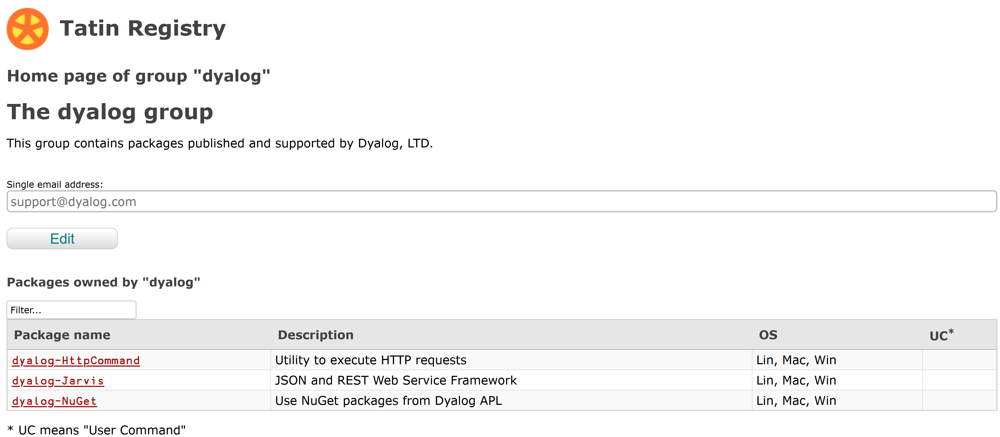 Tatin Registry
Home page of group "dyalog"
The dyalog group
This group contains packages published and supported by Dyalog, LTD.
Single email address:
support@dyalog.com
Edit
Packages owned by "dyalog"
Filter...
Package name Description OS UC*
dyalog-HttpCommand Utility to execute HTTP requests Lin, Mac, Win
dyalog-Jarvis JSON and REST Web Service Framework Lin, Mac, Win
dyalog-NuGet Use NuGet packages from Dyalog APL Lin, Mac, Win
* UC means "User Command"